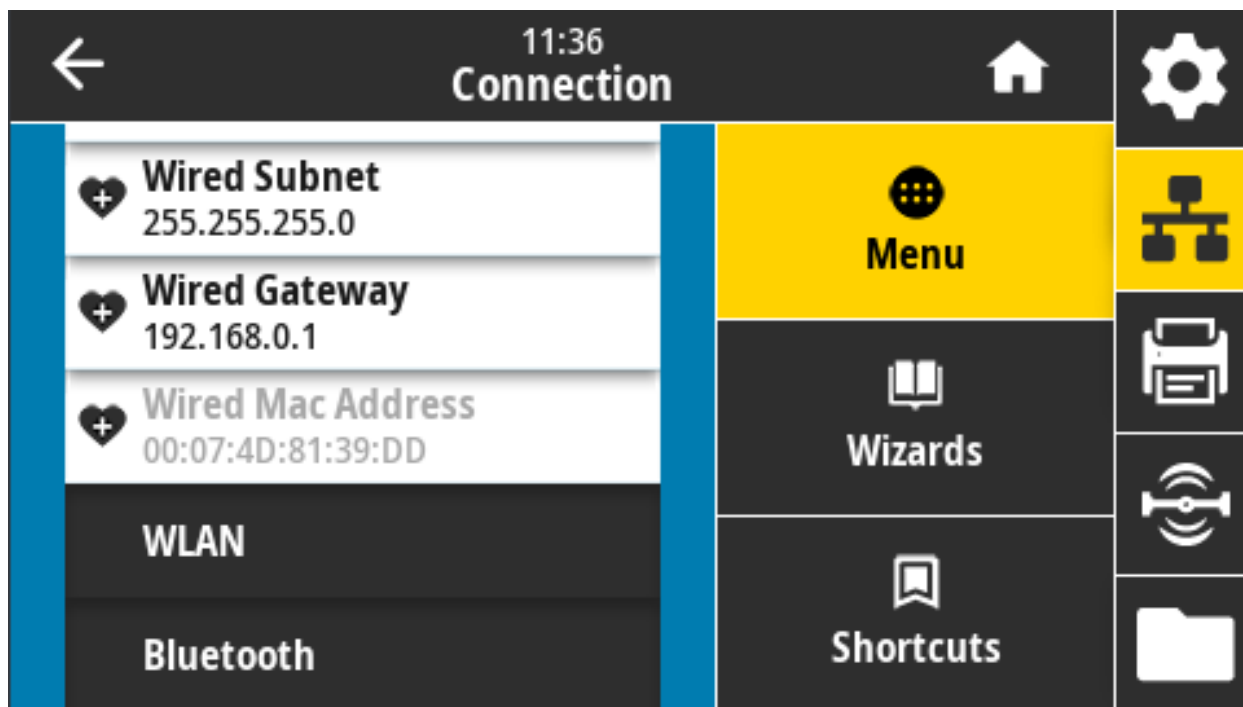 11:36
Connection
Wired Subnet
255.255.255.0
Wired Gateway
192.168.0.1
Wired Mac Address
00:07:4D:81:39:DD
WLAN
Bluetooth
Menu
Wizards
Shortcuts